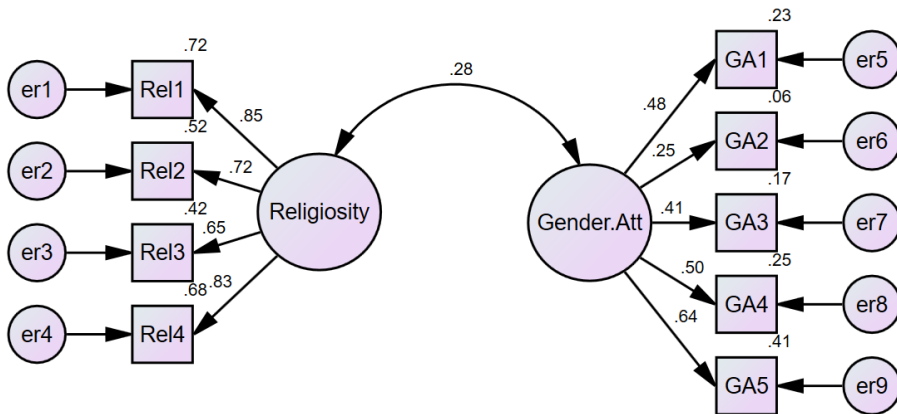 .23
.72
er1
Rel1
.28
GA1
er5
.85
.48
.06
.52
er2
Rel2
.72
.25
GA2
er6
.17
.42
Religiosity
Gender.Att
er3
Rel3
.65
.41
GA3
er7
.25
.68
.83
.50
er4
Rel4
.64
GA4
er8
.41
GA5
er9